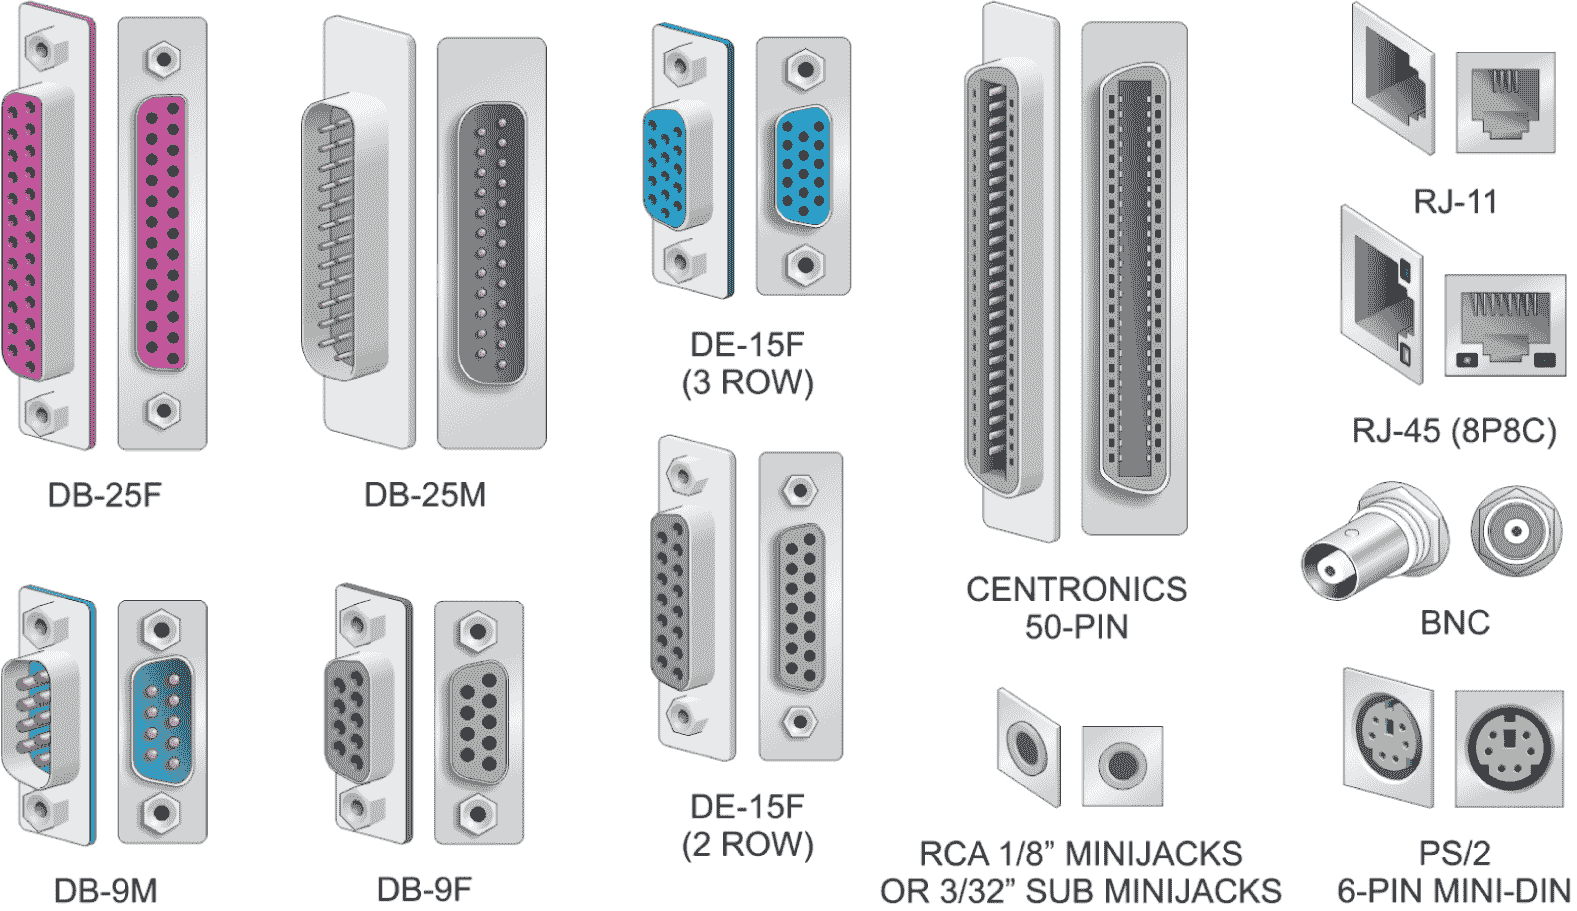 DB-25F
DB-25M
DE-15F
(3 ROW)
CENTRONICS
50-PIN
RJ-11
RJ-45 (8P8C)
BNC
DB-9M
DB-9F
DE-15F
(2 ROW)
RCA 1/8” MINIJACKS
OR 3/32” SUB MINIJACKS
PS/2
6-PIN MINI-DIN